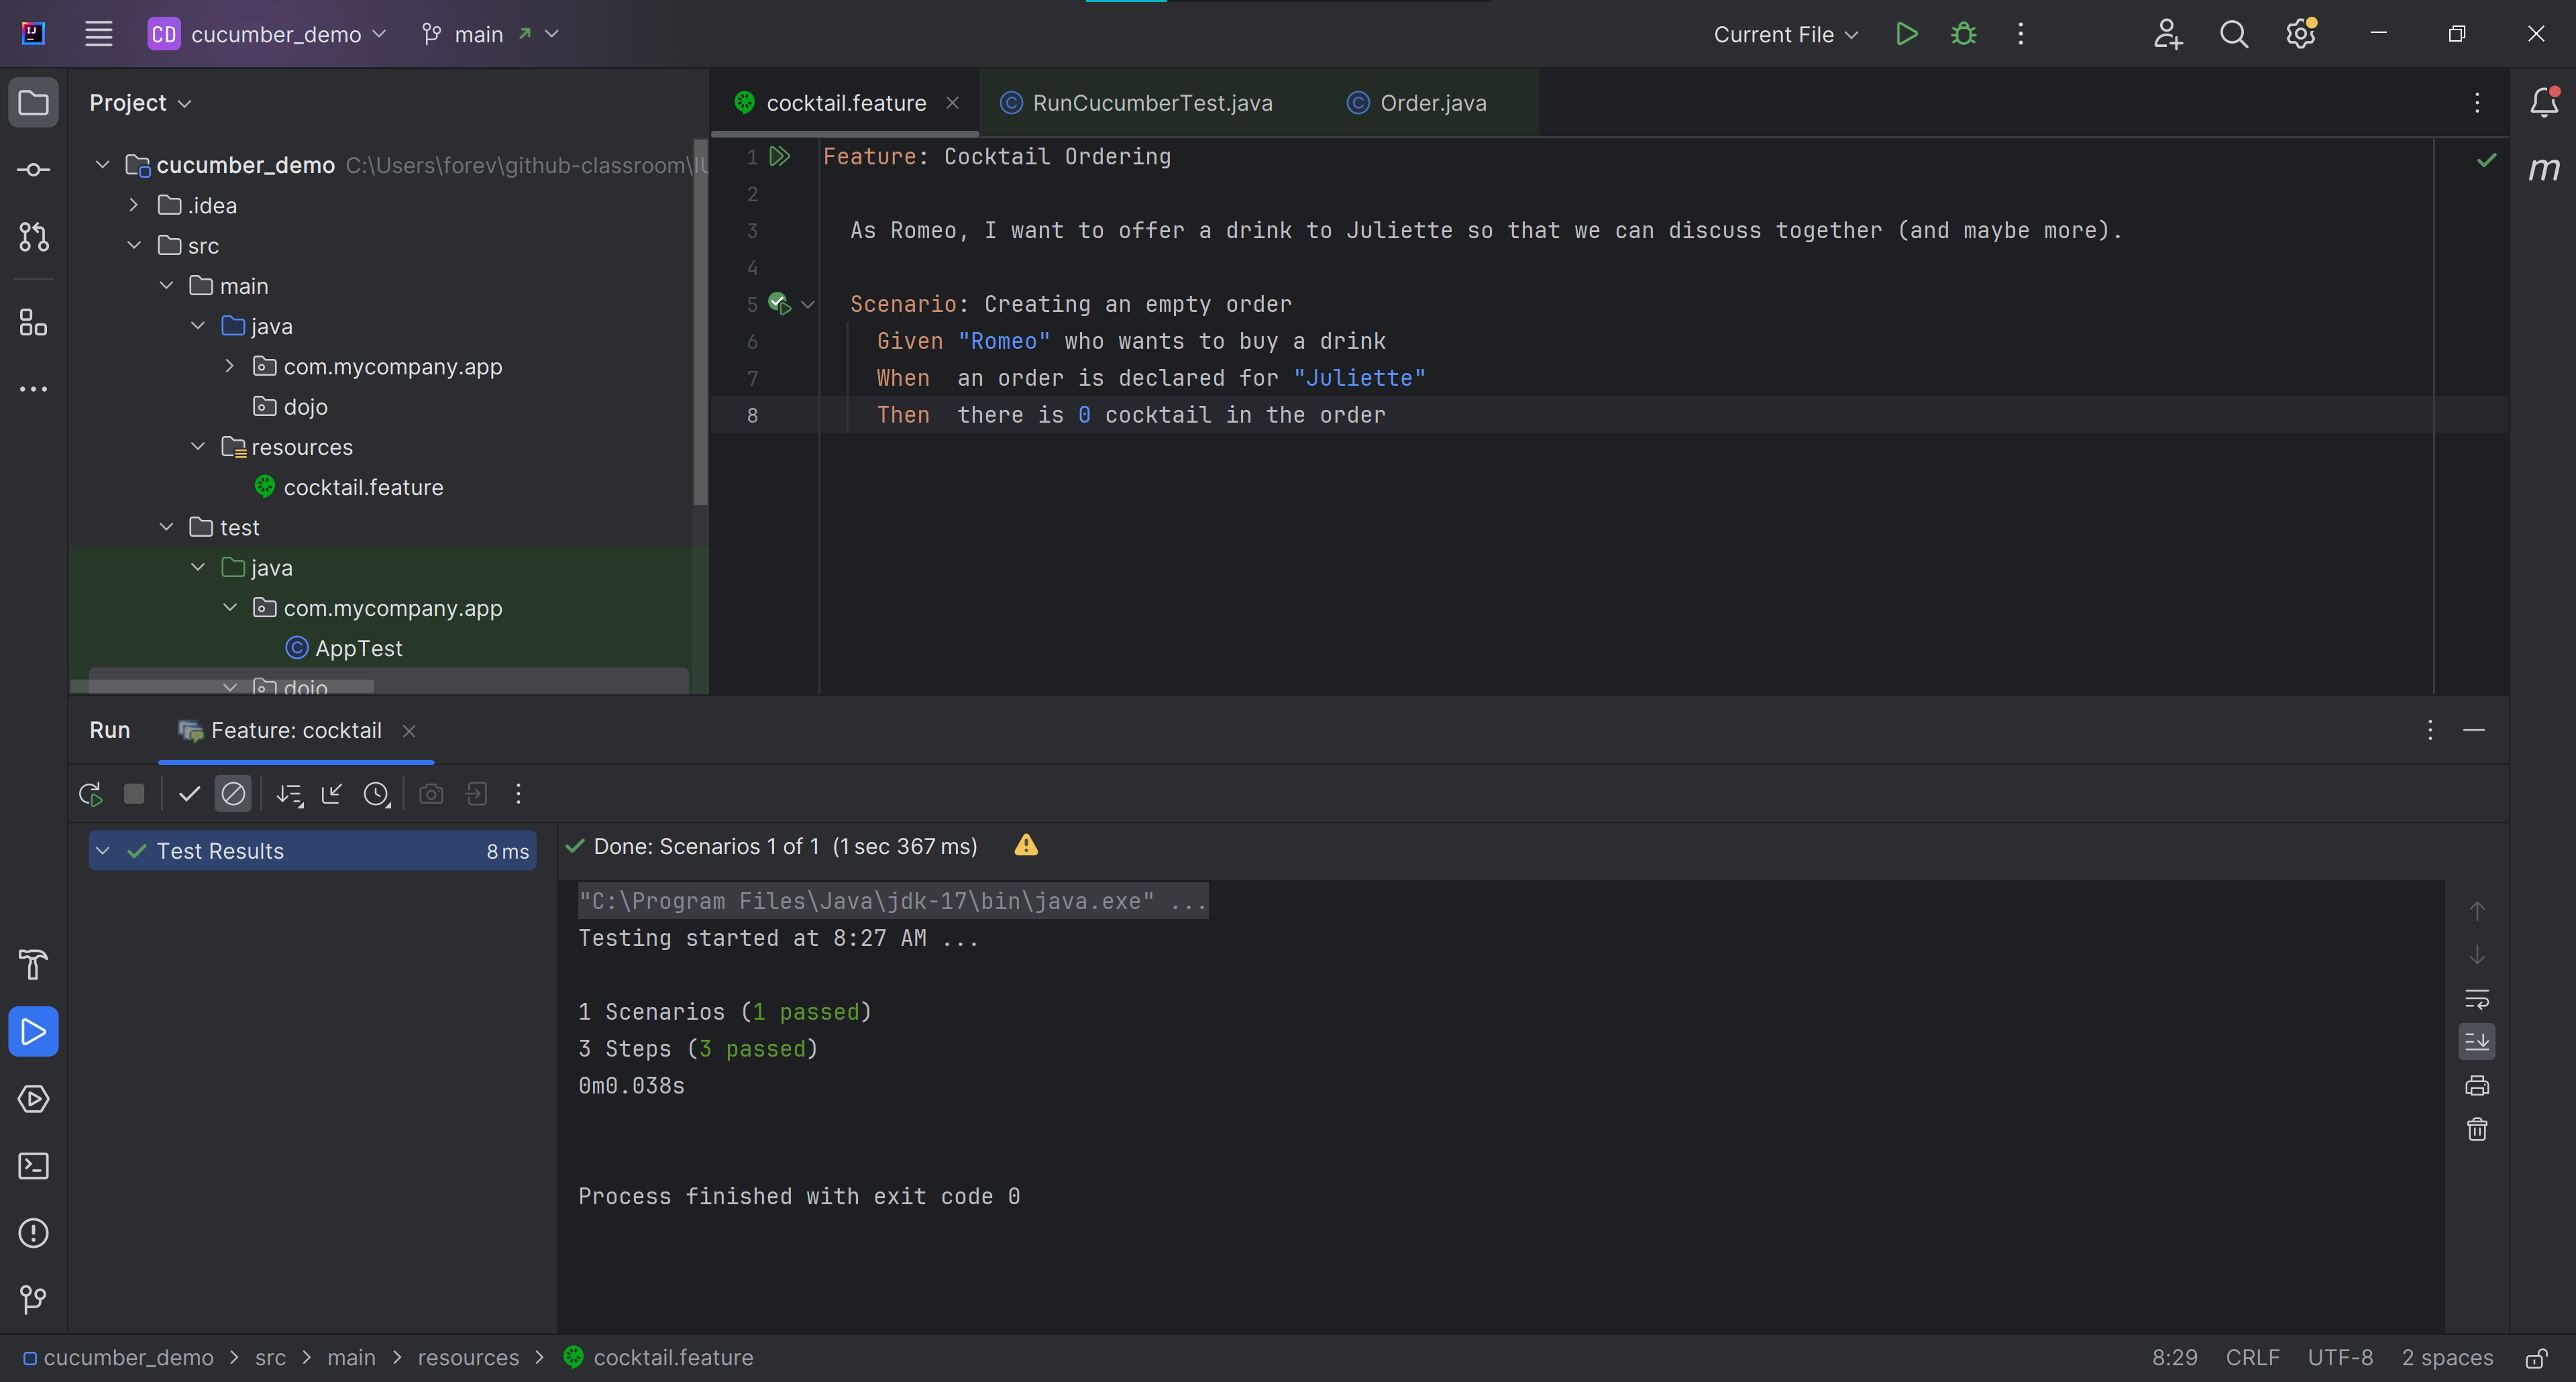 CD cucumber_demo main Current File
Project
cucumber_demo C:\Users\forev\github-classroom\
.idea
src
main
java
com.mycompany.app
dojo
resources
cocktail.feature
test
java
com.mycompany.app
AppTest
dojo
cocktail.feature RunCucumberTest.java Order.java
1 Feature: Cocktail Ordering
2
3 As Romeo, I want to offer a drink to Juliette so that we can discuss together (and maybe more).
4
5 Scenario: Creating an empty order
6 Given "Romeo" who wants to buy a drink
7 When an order is declared for "Juliette"
8 Then there is 0 cocktail in the order
m
Run Feature: cocktail
Test Results 8 ms
Done: Scenarios 1 of 1 (1 sec 367 ms)
"C:\Program Files\Java\jdk-17\bin\java.exe" ...
Testing started at 8:27 AM ...
1 Scenarios (1 passed)
3 Steps (3 passed)
0m0.038s
Process finished with exit code 0
cucumber_demo > src > main > resources > cocktail.feature
8:29 CRLF UTF-8 2 spaces